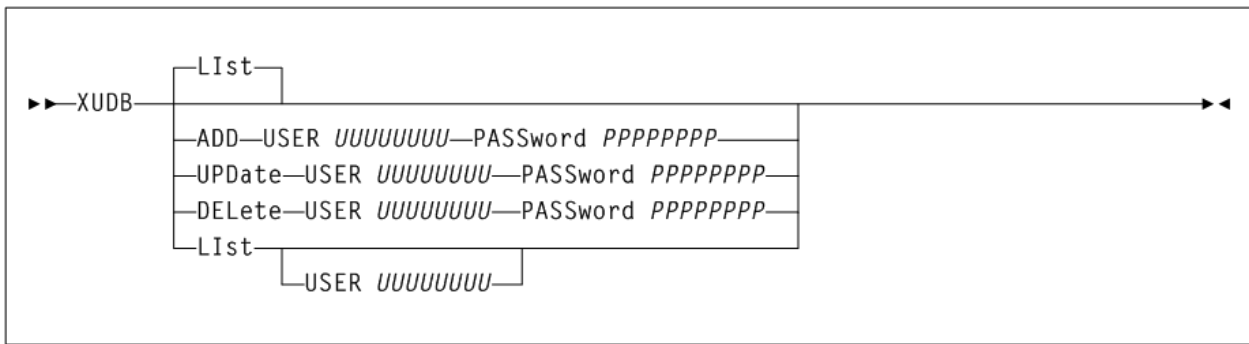 LIst
XUDB
ADD USER UUUUUUUU PASSword PPPPPPPP
UPDate USER UUUUUUUU PASSword PPPPPPPP
DELete USER UUUUUUUU PASSword PPPPPPPP
LIst
USER UUUUUUUU